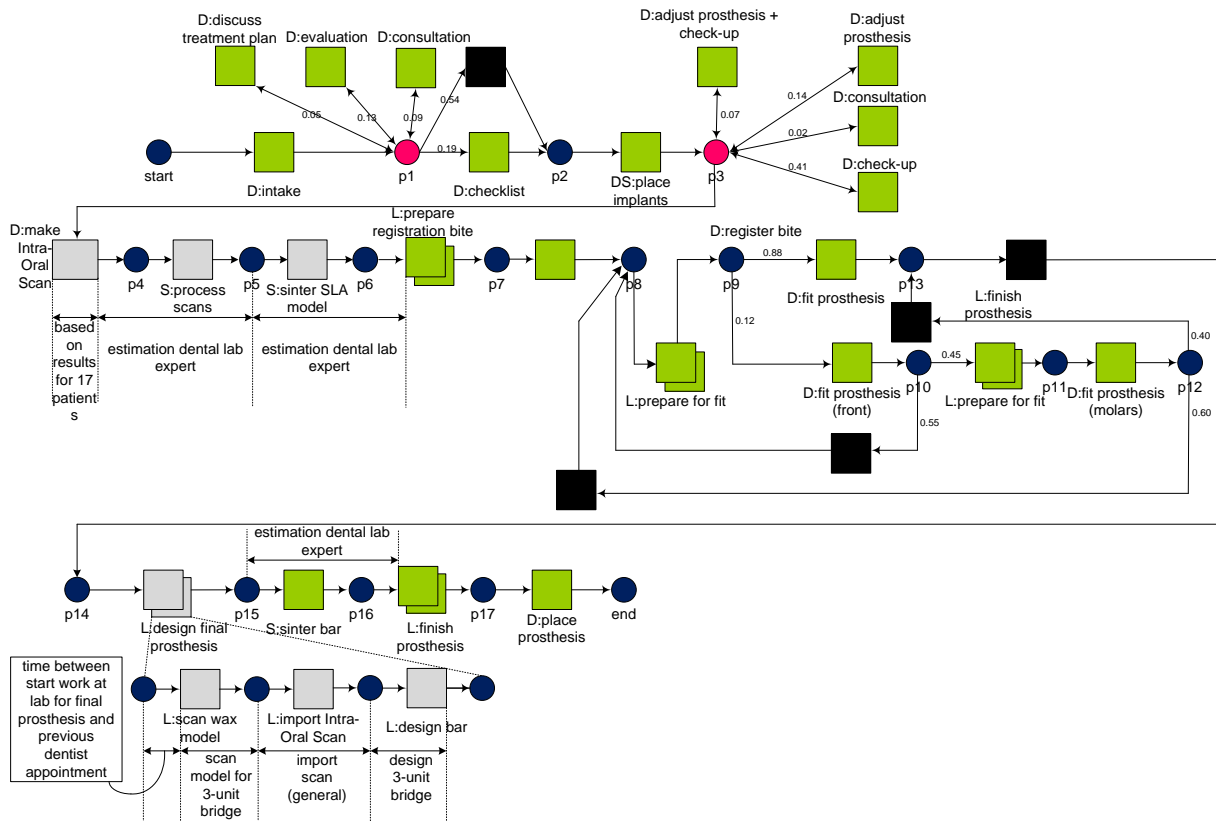 D:discuss
treatment plan
D:evaluation
D:consultation
D:adjust prosthesis +
check-up
D:adjust
prosthesis
D:consultation
D:check-up
0.05
0.13
0.09
0.54
0.19
0.07
0.14
0.02
0.41
start
D:intake
p1
D:checklist
p2
DS:place
implants
p3
D:make
Intra-
Oral
Scan
p4
S:process
scans
p5
S:sinter SLA
model
p6
L:prepare
registration bite
p7
p8
D:register bite
p9
0.88
D:fit prosthesis
p13
L:finish
prosthesis
based
on
results
for 17
patient
s
estimation dental lab
expert
estimation dental lab
expert
L:prepare for fit
0.12
D:fit prosthesis
(front)
p10
0.45
L:prepare for fit
p11
D:fit prosthesis
(molars)
p12
0.40
0.60
0.55
estimation dental lab
expert
p14
L:design final
prosthesis
p15
S:sinter bar
p16
L:finish
prosthesis
p17
D:place
prosthesis
end
time between
start work at
lab for final
prosthesis and
previous
dentist
appointment
L:scan wax
model
L:import Intra-
Oral Scan
L:design bar
scan
model for
3-unit
bridge
import
scan
(general)
design
3-unit
bridge